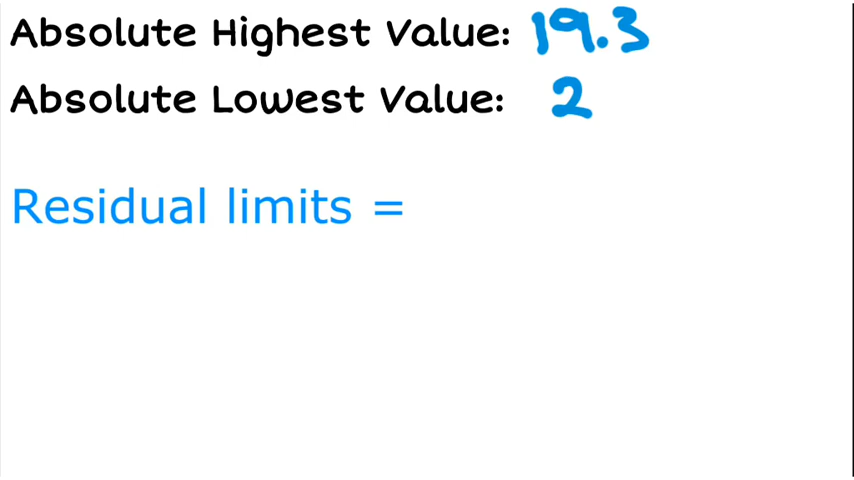 Absolute Highest Value: 19.3
Absolute Lowest Value: 2
Residual limits =